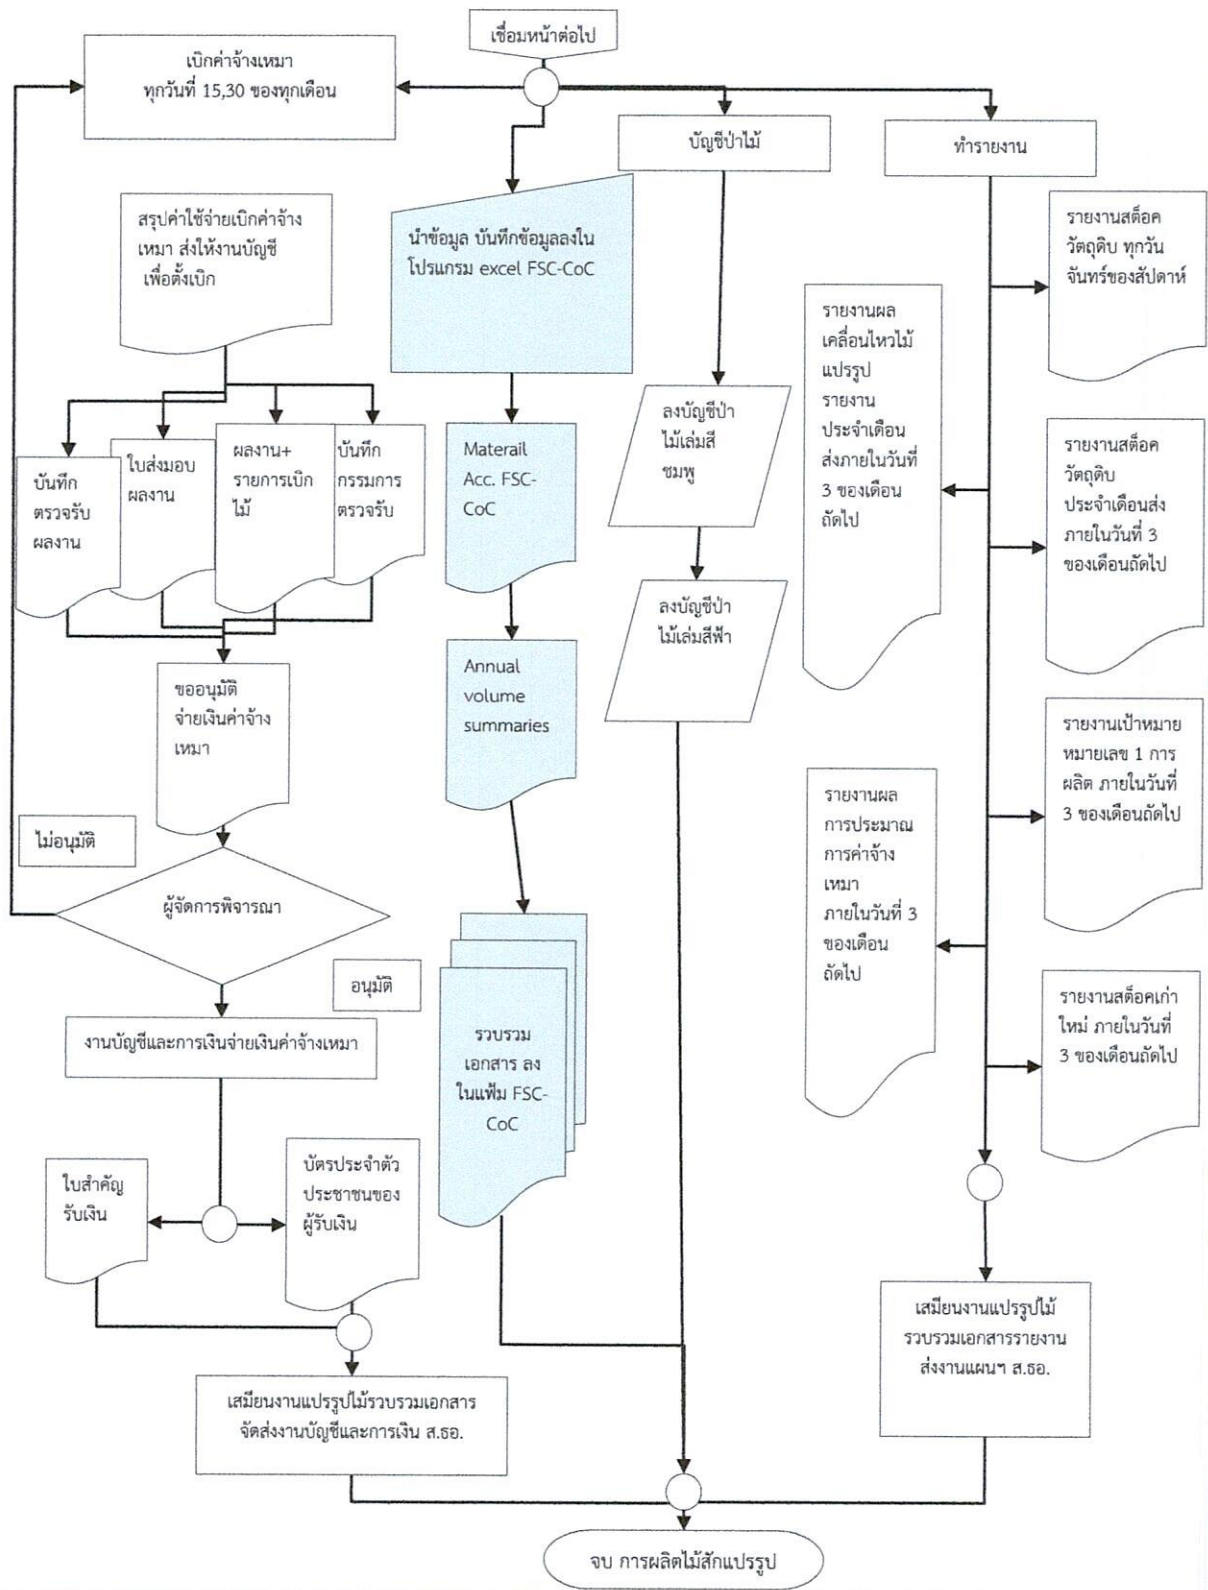 เชื่อมหน้าต่อไป
เบิกค่าจ้างเหมา
ทุกวันที่ 15,30 ของทุกเดือน
บัญชีป่าไม้
ทำรายงาน
สรุปค่าใช้จ่ายเบิกค่าจ้าง
เหมา ส่งให้งานบัญชี
เพื่อตั้งเบิก
นำข้อมูล บันทึกข้อมูลลงใน
โปรแกรม excel FSC-CoC
รายงานสต็อค
วัตถุดิบ ทุกวัน
จันทร์ของสัปดาห์
รายงานผล
เคลื่อนไหวไม้
แปรรูป
รายงาน
ประจำเดือน
ส่งภายในวันที่
3 ของเดือน
ถัดไป
บันทึก
ตรวจรับ
ผลงาน
ใบส่งมอบ
ผลงาน
ผลงาน+
รายการเบิก
ไม้
บันทึก
กรรมการ
ตรวจรับ
Materail
Acc. FSC-
CoC
ลงบัญชีป่า
ไม้เล่มสี
ชมพู
รายงานสต็อค
วัตถุดิบ
ประจำเดือนส่ง
ภายในวันที่ 3
ของเดือนถัดไป
ลงบัญชีป่า
ไม้เล่มสีฟ้า
ขออนุมัติ
จ่ายเงินค่าจ้าง
เหมา
Annual
volume
summaries
รายงานเป้าหมาย
หมายเลข 1 การ
ผลิต ภายในวันที่
3 ของเดือนถัดไป
รายงานผล
การประมาณ
การค่าจ้าง
เหมา
ภายในวันที่ 3
ของเดือน
ถัดไป
ไม่อนุมัติ
ผู้จัดการพิจารณา
อนุมัติ
รายงานสต็อคเก่า
ใหม่ ภายในวันที่
3 ของเดือนถัดไป
งานบัญชีและการเงินจ่ายเงินค่าจ้างเหมา
รวบรวม
เอกสาร ลง
ในแฟ้ม FSC-
CoC
ใบสำคัญ
รับเงิน
บัตรประจำตัว
ประชาชนของ
ผู้รับเงิน
เสมียนงานแปรรูปไม้
รวบรวมเอกสารรายงาน
ส่งงานแผนฯ ส.ธอ.
เสมียนงานแปรรูปไม้รวบรวมเอกสาร
จัดส่งงานบัญชีและการเงิน ส.ธอ.
จบ การผลิตไม้สักแปรรูป